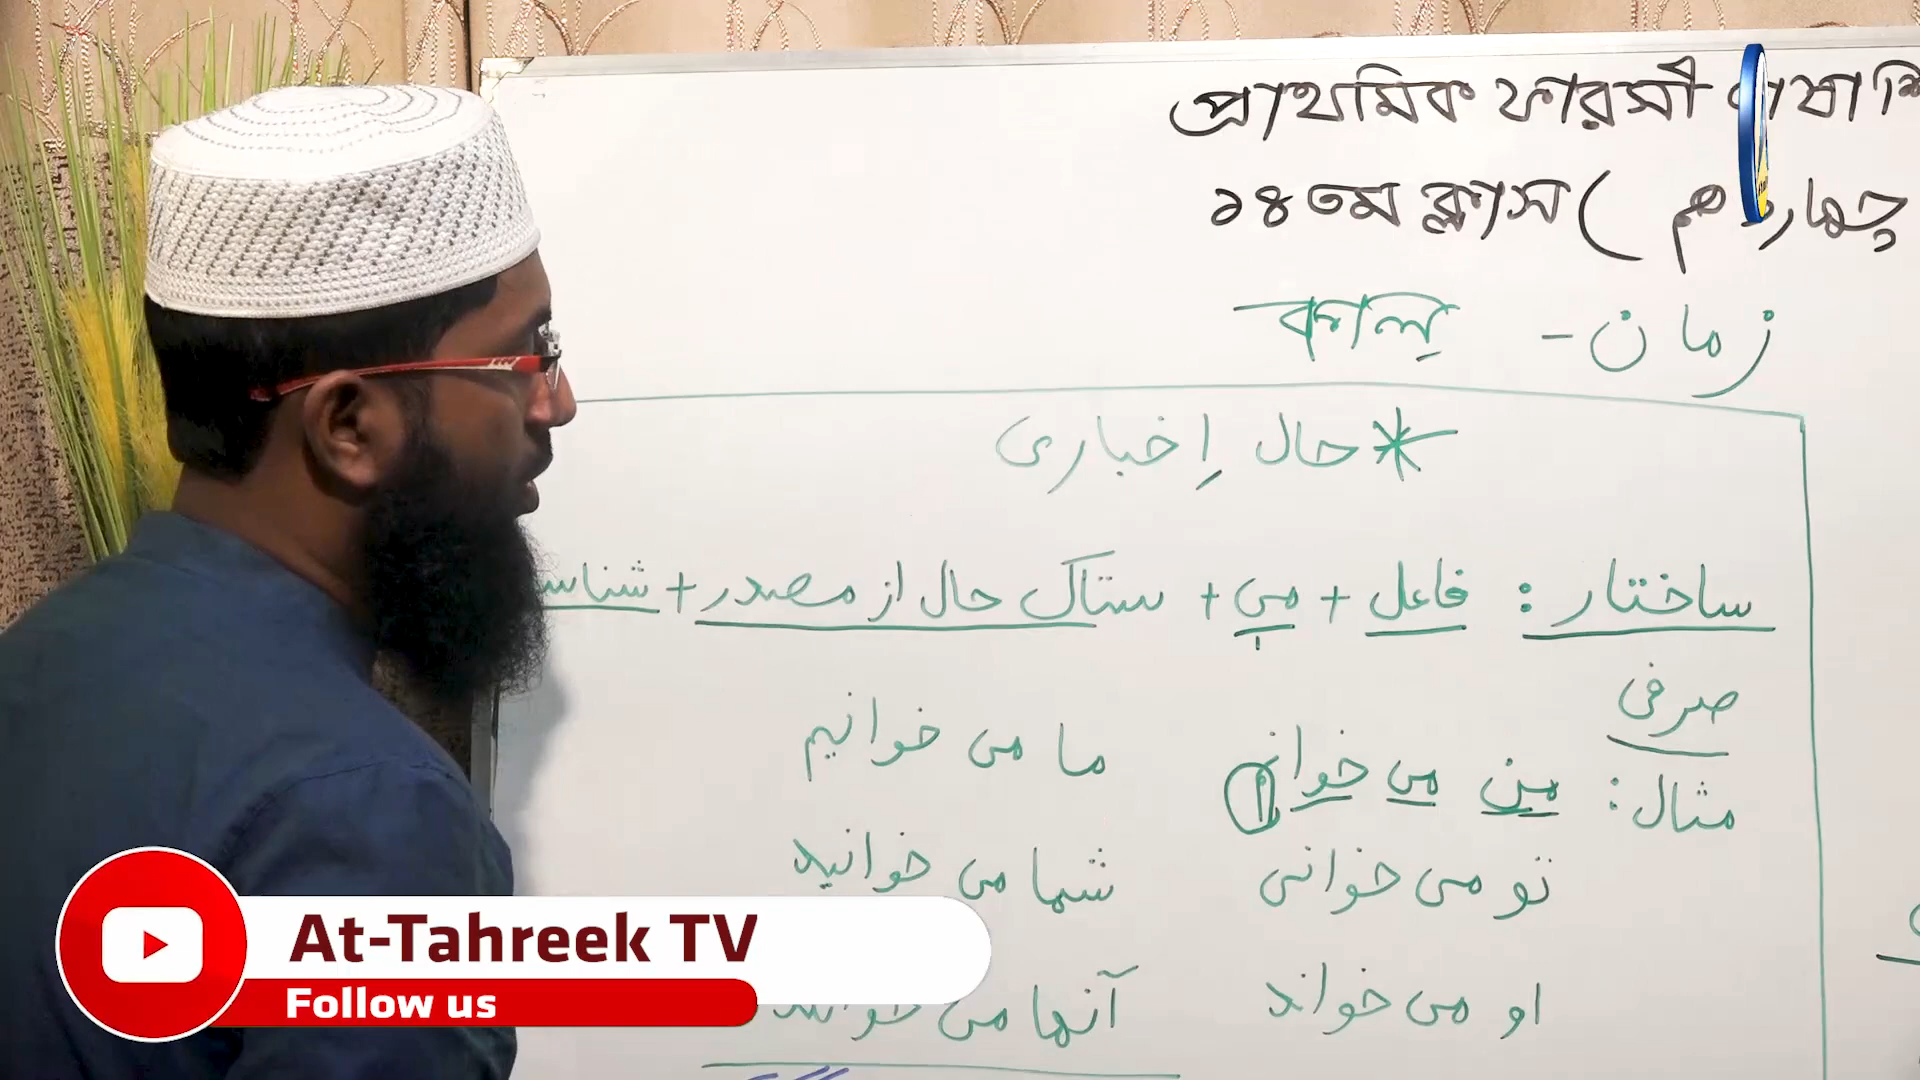 প্রাথমিক ফারসী
১৪তম ক্লাস (چهاردهم
زمان - কাল
* حال اِخباری
ساختار : فاعل + می + ستاک حال از مصدر + شناس
صرفی
مثال : من می خوانم
ما می خوانیم
تو می خوانی
شما می خوانید
او می خواند
آنها می خوانند
At-Tahreek TV
Follow us